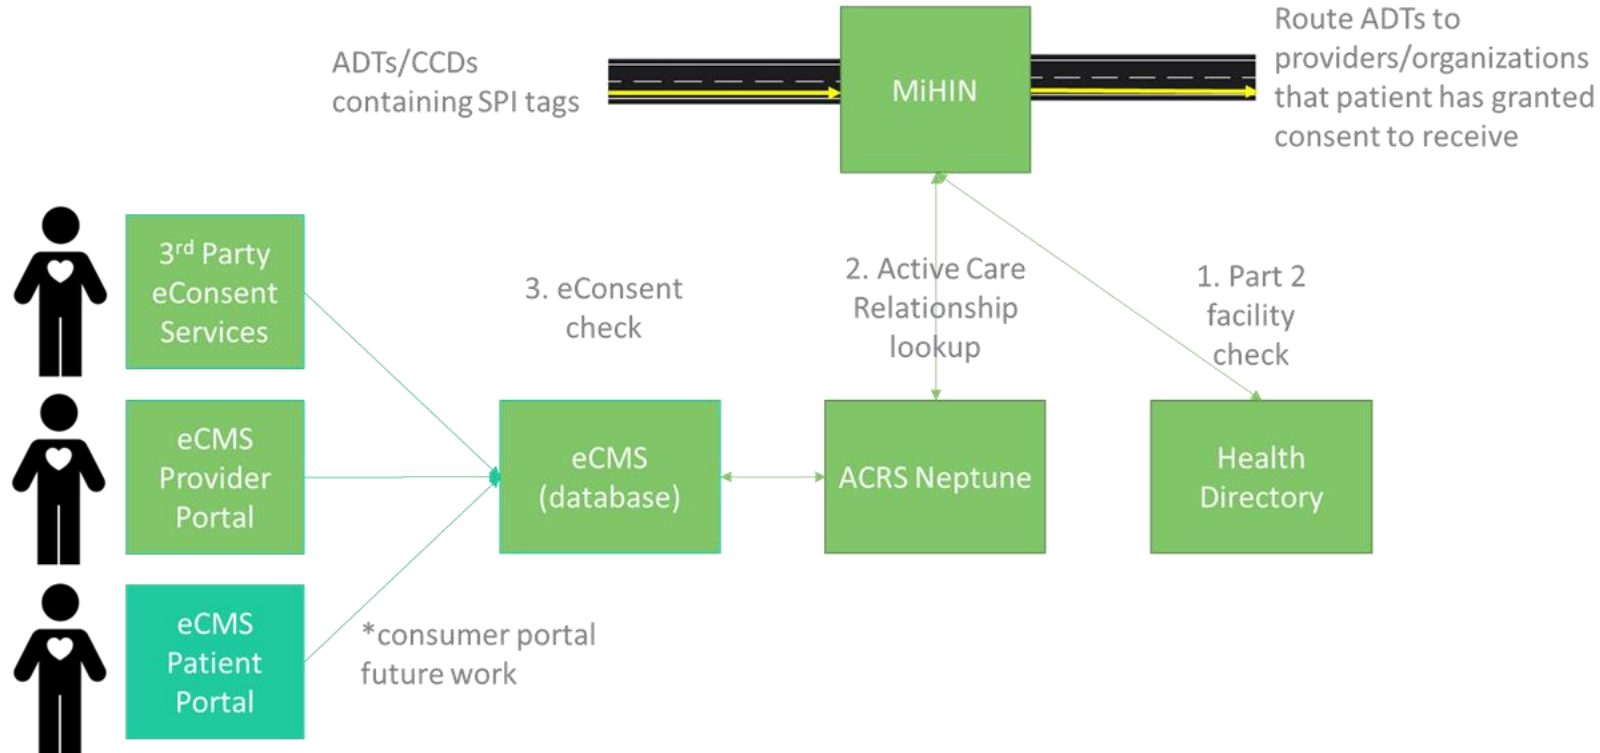 ADTs/CCDs
containing SPI tags
MiHIN
Route ADTs to
providers/organizations
that patient has granted
consent to receive
3rd Party
eConsent
Services
3. eConsent
check
2. Active Care
Relationship
lookup
1. Part 2
facility
check
eCMS
Provider
Portal
eCMS
(database)
ACRS Neptune
Health
Directory
eCMS
Patient
Portal
*consumer portal
future work